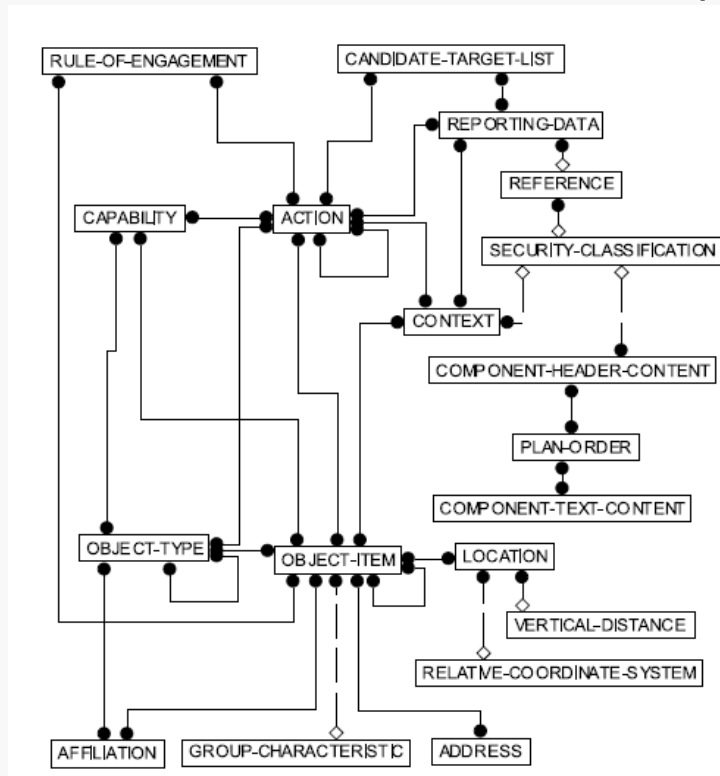 RULE-OF-ENGAGEMENT
CANDIDATE-TARGET-LIST
REPORTING-DATA
REFERENCE
CAPABILITY
ACTION
SECURITY-CLASSIFICATION
CONTEXT
COMPONENT-HEADER-CONTENT
PLAN-ORDER
COMPONENT-TEXT-CONTENT
OBJECT-TYPE
OBJECT-ITEM
LOCATION
VERTICAL-DISTANCE
RELATIVE-COORDINATE-SYSTEM
AFFILIATION
GROUP-CHARACTERISTIC
ADDRESS